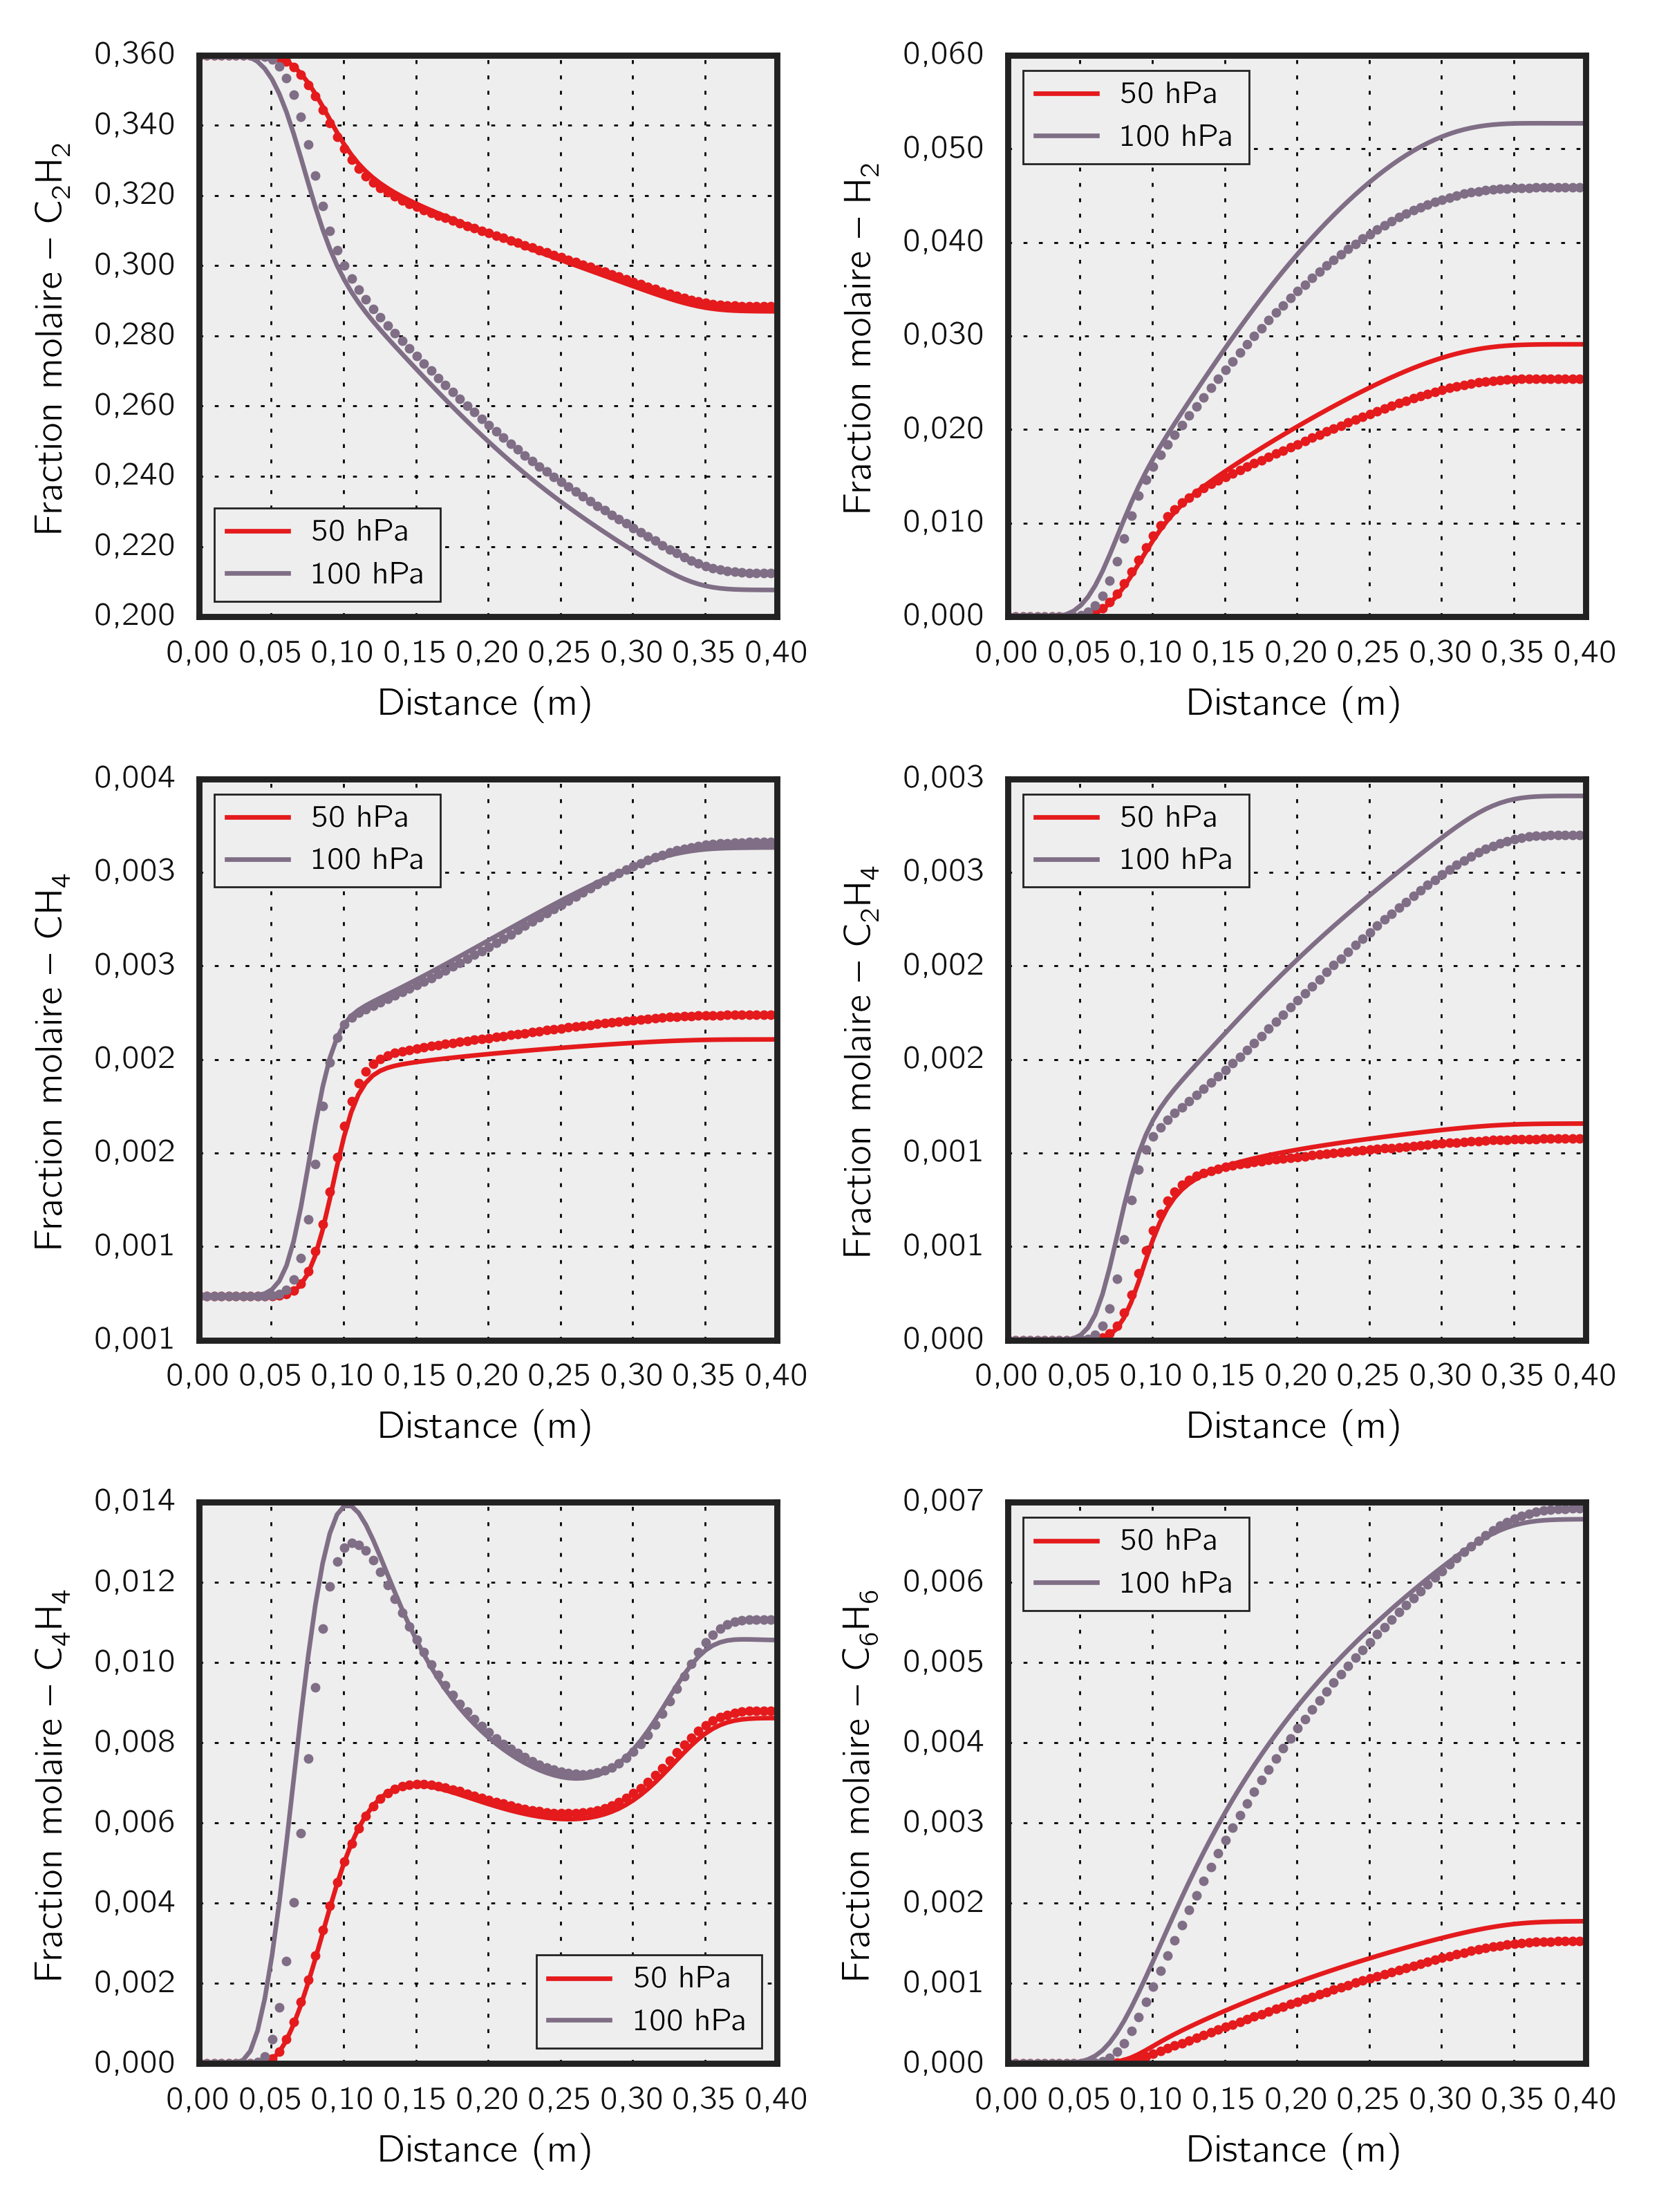 0,360
0,340
0,320
0,300
0,280
0,260
0,240
0,220
0,200
Fraction molaire – C₂H₂
50 hPa
100 hPa
0,00 0,05 0,10 0,15 0,20 0,25 0,30 0,35 0,40
Distance (m)
0,060
0,050
0,040
0,030
0,020
0,010
0,000
Fraction molaire – H₂
50 hPa
100 hPa
0,00 0,05 0,10 0,15 0,20 0,25 0,30 0,35 0,40
Distance (m)
0,004
0,003
0,003
0,002
0,002
0,001
0,001
Fraction molaire – CH₄
50 hPa
100 hPa
0,00 0,05 0,10 0,15 0,20 0,25 0,30 0,35 0,40
Distance (m)
0,003
0,003
0,002
0,002
0,001
0,001
0,000
Fraction molaire – C₂H₄
50 hPa
100 hPa
0,00 0,05 0,10 0,15 0,20 0,25 0,30 0,35 0,40
Distance (m)
0,014
0,012
0,010
0,008
0,006
0,004
0,002
0,000
Fraction molaire – C₄H₄
50 hPa
100 hPa
0,00 0,05 0,10 0,15 0,20 0,25 0,30 0,35 0,40
Distance (m)
0,007
0,006
0,005
0,004
0,003
0,002
0,001
0,000
Fraction molaire – C₆H₆
50 hPa
100 hPa
0,00 0,05 0,10 0,15 0,20 0,25 0,30 0,35 0,40
Distance (m)